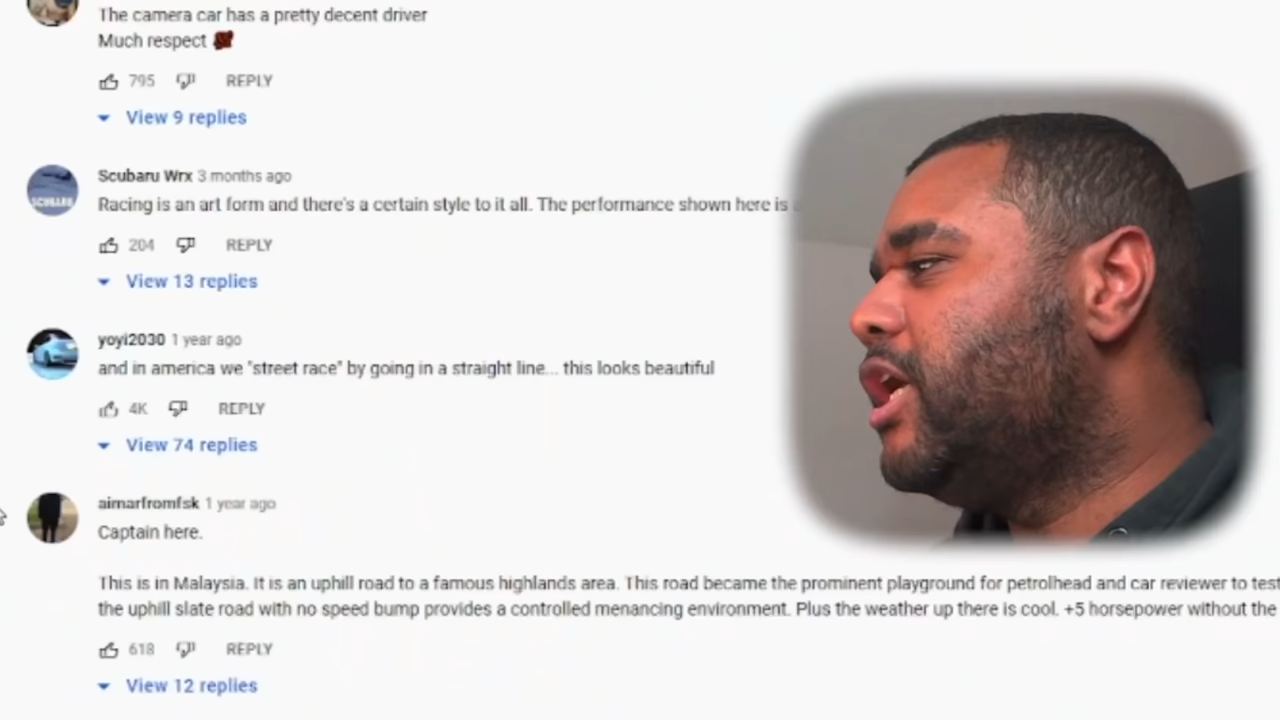 The camera car has a pretty decent driver
Much respect
795 REPLY
View 9 replies
Scubaru Wrx 3 months ago
Racing is an art form and there's a certain style to it all. The performance shown here is
204 REPLY
View 13 replies
yoyi2030 1 year ago
and in america we "street race" by going in a straight line... this looks beautiful
4K REPLY
View 74 replies
aimarfromfsk 1 year ago
Captain here.
This is in Malaysia. It is an uphill road to a famous highlands area. This road became the prominent playground for petrolhead and car reviewer to test
the uphill slate road with no speed bump provides a controlled menancing environment. Plus the weather up there is cool. +5 horsepower without the
618 REPLY
View 12 replies